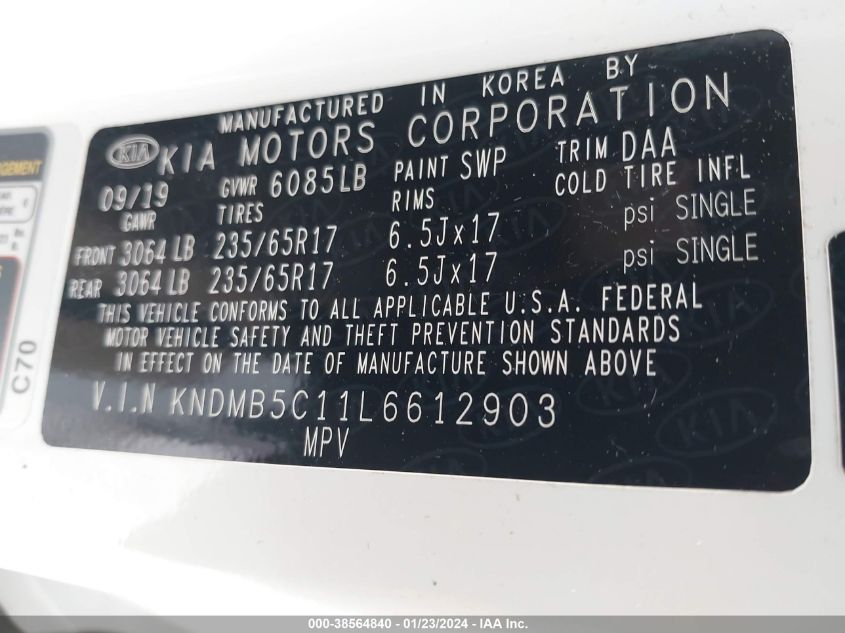 MANUFACTURED IN KOREA BY
KIA KIA MOTORS CORPORATION
09/19 GVWR 6085LB PAINT SWP TRIM DAA
GAWR TIRES RIMS COLD TIRE INFL
FRONT 3064 LB 235/65R17 6.5Jx17 psi SINGLE
REAR 3064 LB 235/65R17 6.5Jx17 psi SINGLE
THIS VEHICLE CONFORMS TO ALL APPLICABLE U.S.A. FEDERAL
MOTOR VEHICLE SAFETY AND THEFT PREVENTION STANDARDS
IN EFFECT ON THE DATE OF MANUFACTURE SHOWN ABOVE
V.I.N KNDMB5C11L6612903
MPV
C70
000-38564840 - 01/23/2024 - IAA Inc.